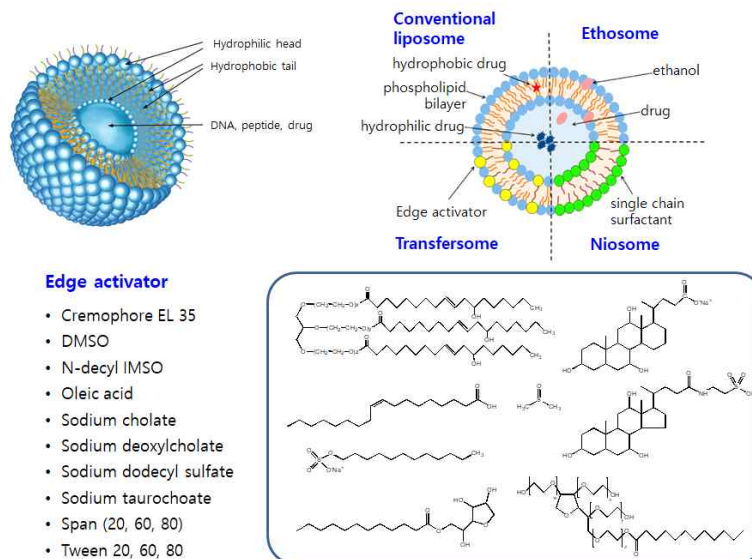 Hydrophilic head
Hydrophobic tail
DNA, peptide, drug
Conventional
liposome
Ethosome
hydrophobic drug
phospholipid
bilayer
hydrophilic drug
ethanol
drug
Edge activator
single chain
surfactant
Transfersome
Niosome
Edge activator
• Cremophore EL 35
• DMSO
• N-decyl IMSO
• Oleic acid
• Sodium cholate
• Sodium deoxylcholate
• Sodium dodecyl sulfate
• Sodium taurochoate
• Span (20, 60, 80)
• Tween 20, 60, 80